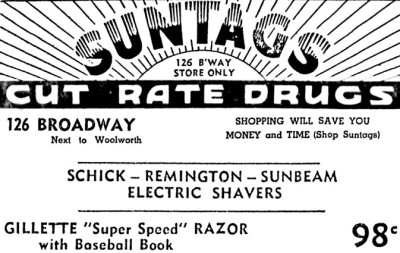 SUNTAGS
126 B'WAY
STORE ONLY
CUT RATE DRUGS
126 BROADWAY
Next to Woolworth
SHOPPING WILL SAVE YOU
MONEY and TIME (Shop Suntags)
SCHICK – REMINGTON – SUNBEAM
ELECTRIC SHAVERS
GILLETTE "Super Speed" RAZOR
with Baseball Book
98c